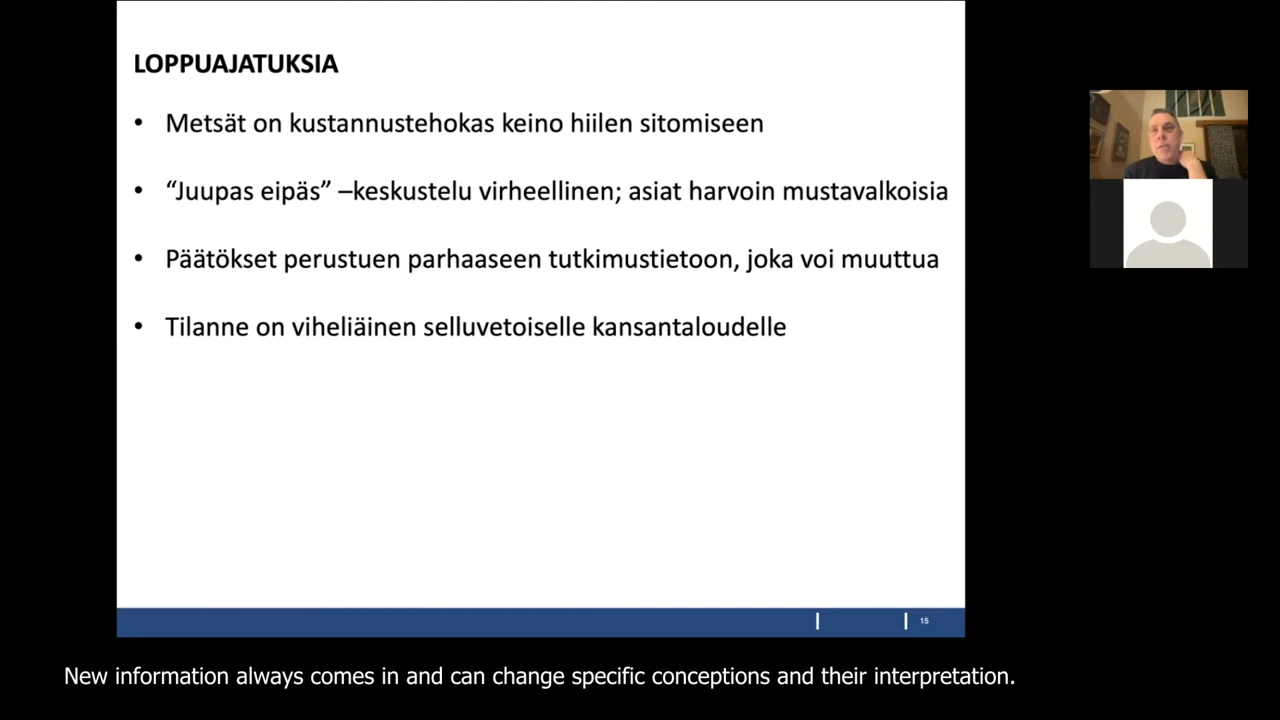 LOPPUAJATUKSIA
• Metsät on kustannustehokas keino hiilen sitomiseen
• “Juupas eipäs” –keskustelu virheellinen; asiat harvoin mustavalkoisia
• Päätökset perustuen parhaaseen tutkimustietoon, joka voi muuttua
• Tilanne on viheliäinen selluvetoiselle kansantaloudelle
15
New information always comes in and can change specific conceptions and their interpretation.